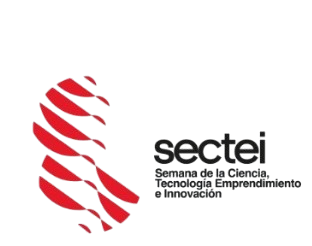 sectei
Semana de la Ciencia,
Tecnología Emprendimiento
e Innovación